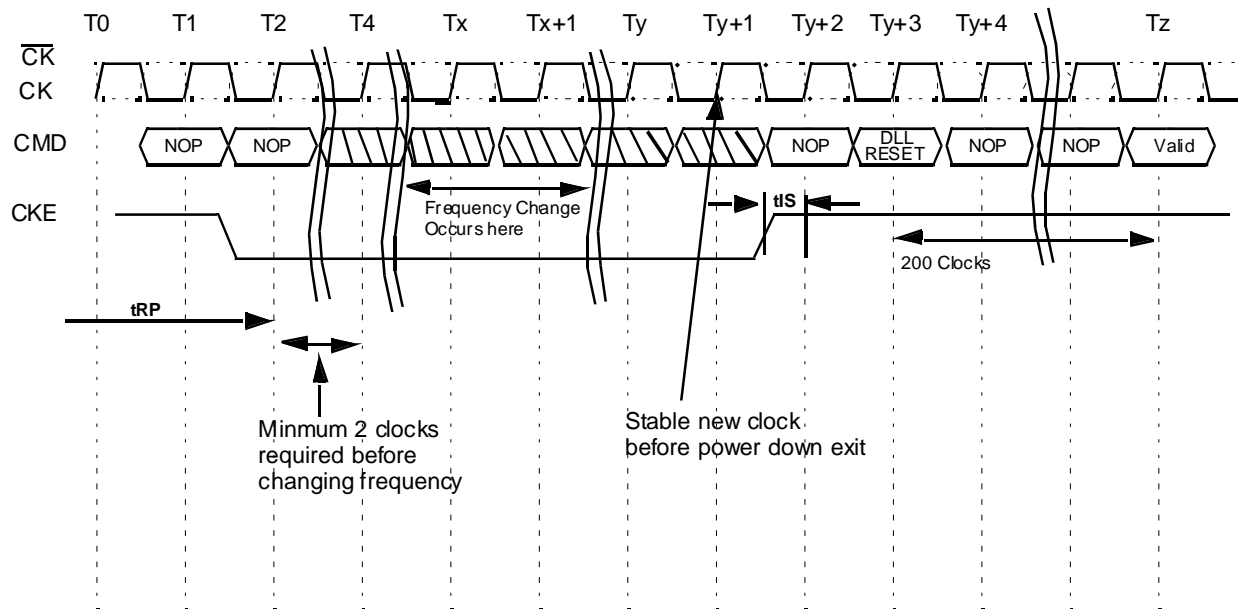 T0 T1 T2 T4 Tx Tx+1 Ty Ty+1 Ty+2 Ty+3 Ty+4 Tz
CK
CK
CMD NOP NOP NOP DLL RESET NOP NOP Valid
CKE
Frequency Change
Occurs here
tIS
200 Clocks
tRP
Minmum 2 clocks
required before
changing frequency
Stable new clock
before power down exit